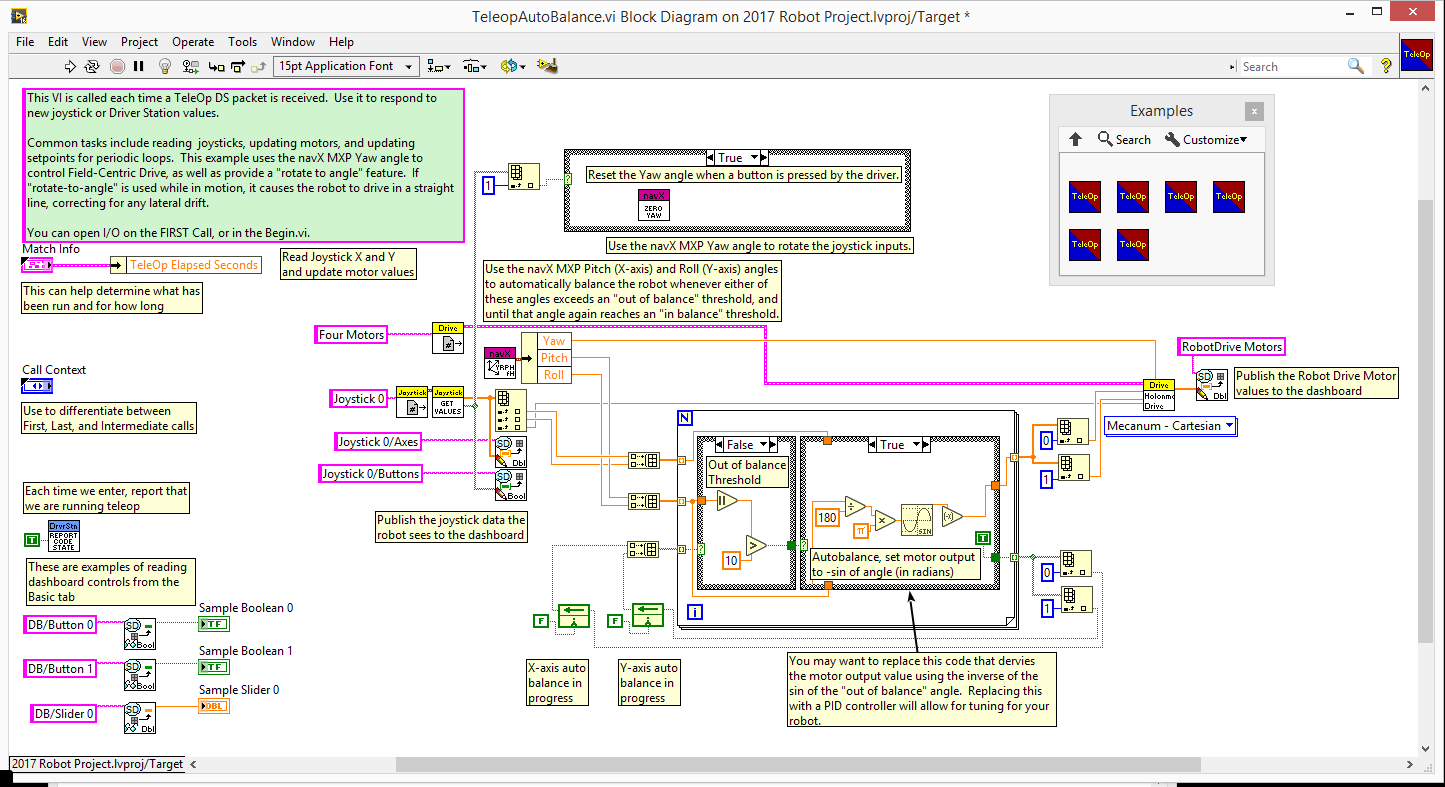 TeleopAutoBalance.vi Block Diagram on 2017 Robot Project.lvproj/Target *
File Edit View Project Operate Tools Window Help
15pt Application Font
Search
TeleOp
This VI is called each time a TeleOp DS packet is received. Use it to respond to
new joystick or Driver Station values.
Common tasks include reading joysticks, updating motors, and updating
setpoints for periodic loops. This example uses the navX MXP Yaw angle to
control Field-Centric Drive, as well as provide a "rotate to angle" feature. If
"rotate-to-angle" is used while in motion, it causes the robot to drive in a straight
line, correcting for any lateral drift.
You can open I/O on the FIRST Call, or in the Begin.vi.
Match Info
TeleOp Elapsed Seconds
This can help determine what has
been run and for how long
Read Joystick X and Y
and update motor values
1
True
Reset the Yaw angle when a button is pressed by the driver.
navX
ZERO
YAW
Use the navX MXP Yaw angle to rotate the joystick inputs.
Examples
Search
Customize
TeleOp
TeleOp
TeleOp
TeleOp
TeleOp
TeleOp
Use the navX MXP Pitch (X-axis) and Roll (Y-axis) angles
to automatically balance the robot whenever either of
these angles exceeds an "out of balance" threshold, and
until that angle again reaches an "in balance" threshold.
Four Motors
Drive
navX
YRPH
FH
Yaw
Pitch
Roll
Call Context
Use to differentiate between
First, Last, and Intermediate calls
Joystick 0
Joystick
Joystick
GET
VALUES
Joystick 0/Axes
SD
Dbl
Joystick 0/Buttons
SD
Bool
Publish the joystick data the
robot sees to the dashboard
RobotDrive Motors
SD
Dbl
Publish the Robot Drive Motor
values to the dashboard
Drive
Holonme
Drive
Mecanum - Cartesian
N
False
Out of balance
Threshold
10
True
180
π
SIN
T
Autobalance, set motor output
to -sin of angle (in radians)
i
0
1
0
1
Each time we enter, report that
we are running teleop
T
DrvrStn
REPORT
CODE
STATE
These are examples of reading
dashboard controls from the
Basic tab
DB/Button 0
SD
Bool
Sample Boolean 0
TF
DB/Button 1
SD
Bool
Sample Boolean 1
TF
DB/Slider 0
SD
Dbl
Sample Slider 0
DBL
F
F
X-axis auto
balance in
progress
Y-axis auto
balance in
progress
You may want to replace this code that dervies
the motor output value using the inverse of the
sin of the "out of balance" angle. Replacing this
with a PID controller will allow for tuning for your
robot.
2017 Robot Project.lvproj/Target